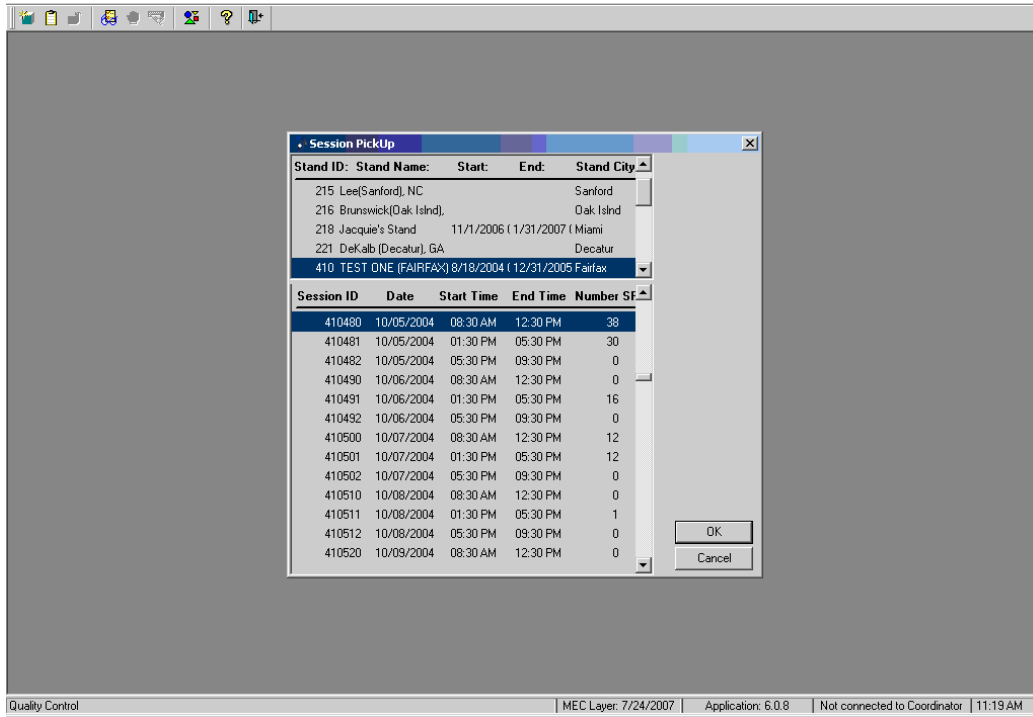 Session PickUp
Stand ID: Stand Name: Start: End: Stand City
215 Lee(Sanford), NC Sanford
216 Brunswick(Oak Islnd), Oak Islnd
218 Jacquie's Stand 11/1/2006 ( 1/31/2007 ( Miami
221 DeKalb (Decatur), GA Decatur
410 TEST ONE (FAIRFAX) 8/18/2004 ( 12/31/2005 Fairfax
Session ID Date Start Time End Time Number SP
410480 10/05/2004 08:30 AM 12:30 PM 38
410481 10/05/2004 01:30 PM 05:30 PM 30
410482 10/05/2004 05:30 PM 09:30 PM 0
410490 10/06/2004 08:30 AM 12:30 PM 0
410491 10/06/2004 01:30 PM 05:30 PM 16
410492 10/06/2004 05:30 PM 09:30 PM 0
410500 10/07/2004 08:30 AM 12:30 PM 12
410501 10/07/2004 01:30 PM 05:30 PM 12
410502 10/07/2004 05:30 PM 09:30 PM 0
410510 10/08/2004 08:30 AM 12:30 PM 0
410511 10/08/2004 01:30 PM 05:30 PM 1
410512 10/08/2004 05:30 PM 09:30 PM 0
410520 10/09/2004 08:30 AM 12:30 PM 0
OK
Cancel
Quality Control MEC Layer: 7/24/2007 Application: 6.0.8 Not connected to Coordinator 11:19 AM